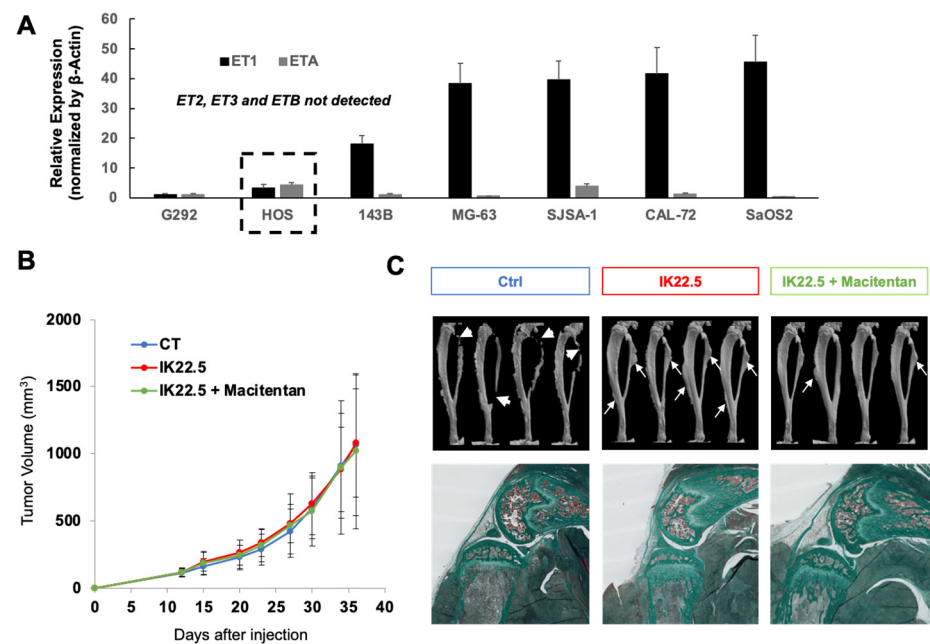 A
Relative Expression
(normalized by β-Actin)
60
50
40
30
20
10
0
ET1
ETA
ET2, ET3 and ETB not detected
G292
HOS
143B
MG-63
SJSA-1
CAL-72
SaOS2
B
Tumor Volume (mm³)
2000
1500
1000
500
0
CT
IK22.5
IK22.5 + Macitentan
0
5
10
15
20
25
30
35
40
Days after injection
C
Ctrl
IK22.5
IK22.5 + Macitentan